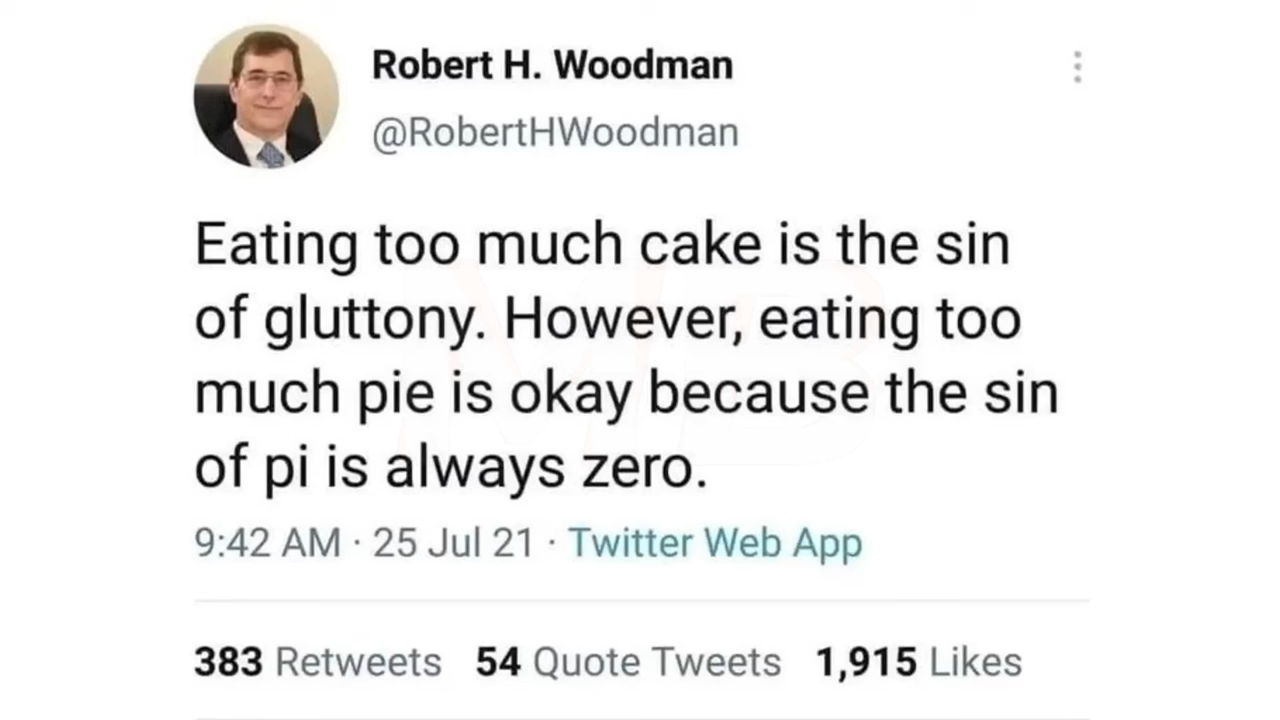 Robert H. Woodman
@RobertHWoodman
Eating too much cake is the sin
of gluttony. However, eating too
much pie is okay because the sin
of pi is always zero.
9:42 AM · 25 Jul 21 · Twitter Web App
383 Retweets 54 Quote Tweets 1,915 Likes